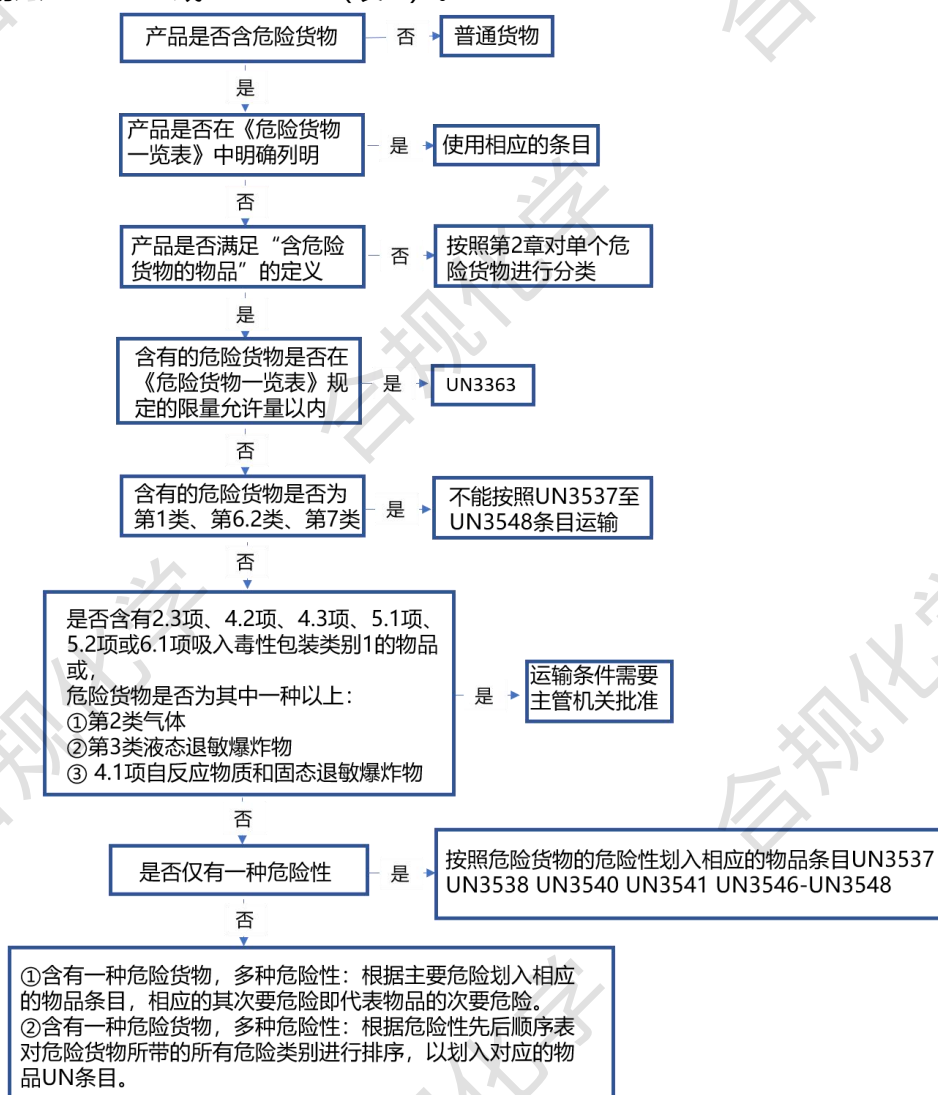 产品是否含危险货物
否
普通货物
是
产品是否在《危险货物
一览表》中明确列明
是
使用相应的条目
否
产品是否满足“含危险
货物的物品”的定义
否
按照第2章对单个危
险货物进行分类
是
含有的危险货物是否在
《危险货物一览表》规
定的限量允许量以内
是
UN3363
否
含有的危险货物是否为
第1类、第6.2类、第7类
是
不能按照UN3537至
UN3548条目运输
否
是否含有2.3项、4.2项、4.3项、5.1项、
5.2项或6.1项吸入毒性包装类别1的物品
或，
危险货物是否为其中一种以上：
①第2类气体
②第3类液态退敏爆炸物
③ 4.1项自反应物质和固态退敏爆炸物
是
运输条件需要
主管机关批准
否
是否仅有一种危险性
是
按照危险货物的危险性划入相应的物品条目UN3537
UN3538 UN3540 UN3541 UN3546-UN3548
否
①含有一种危险货物，多种危险性：根据主要危险划入相应
的物品条目，相应的其次要危险即代表物品的次要危险。
②含有一种危险货物，多种危险性：根据危险性先后顺序表
对危险货物所带的所有危险类别进行排序，以划入对应的物
品UN条目。
合规化学
合规化学